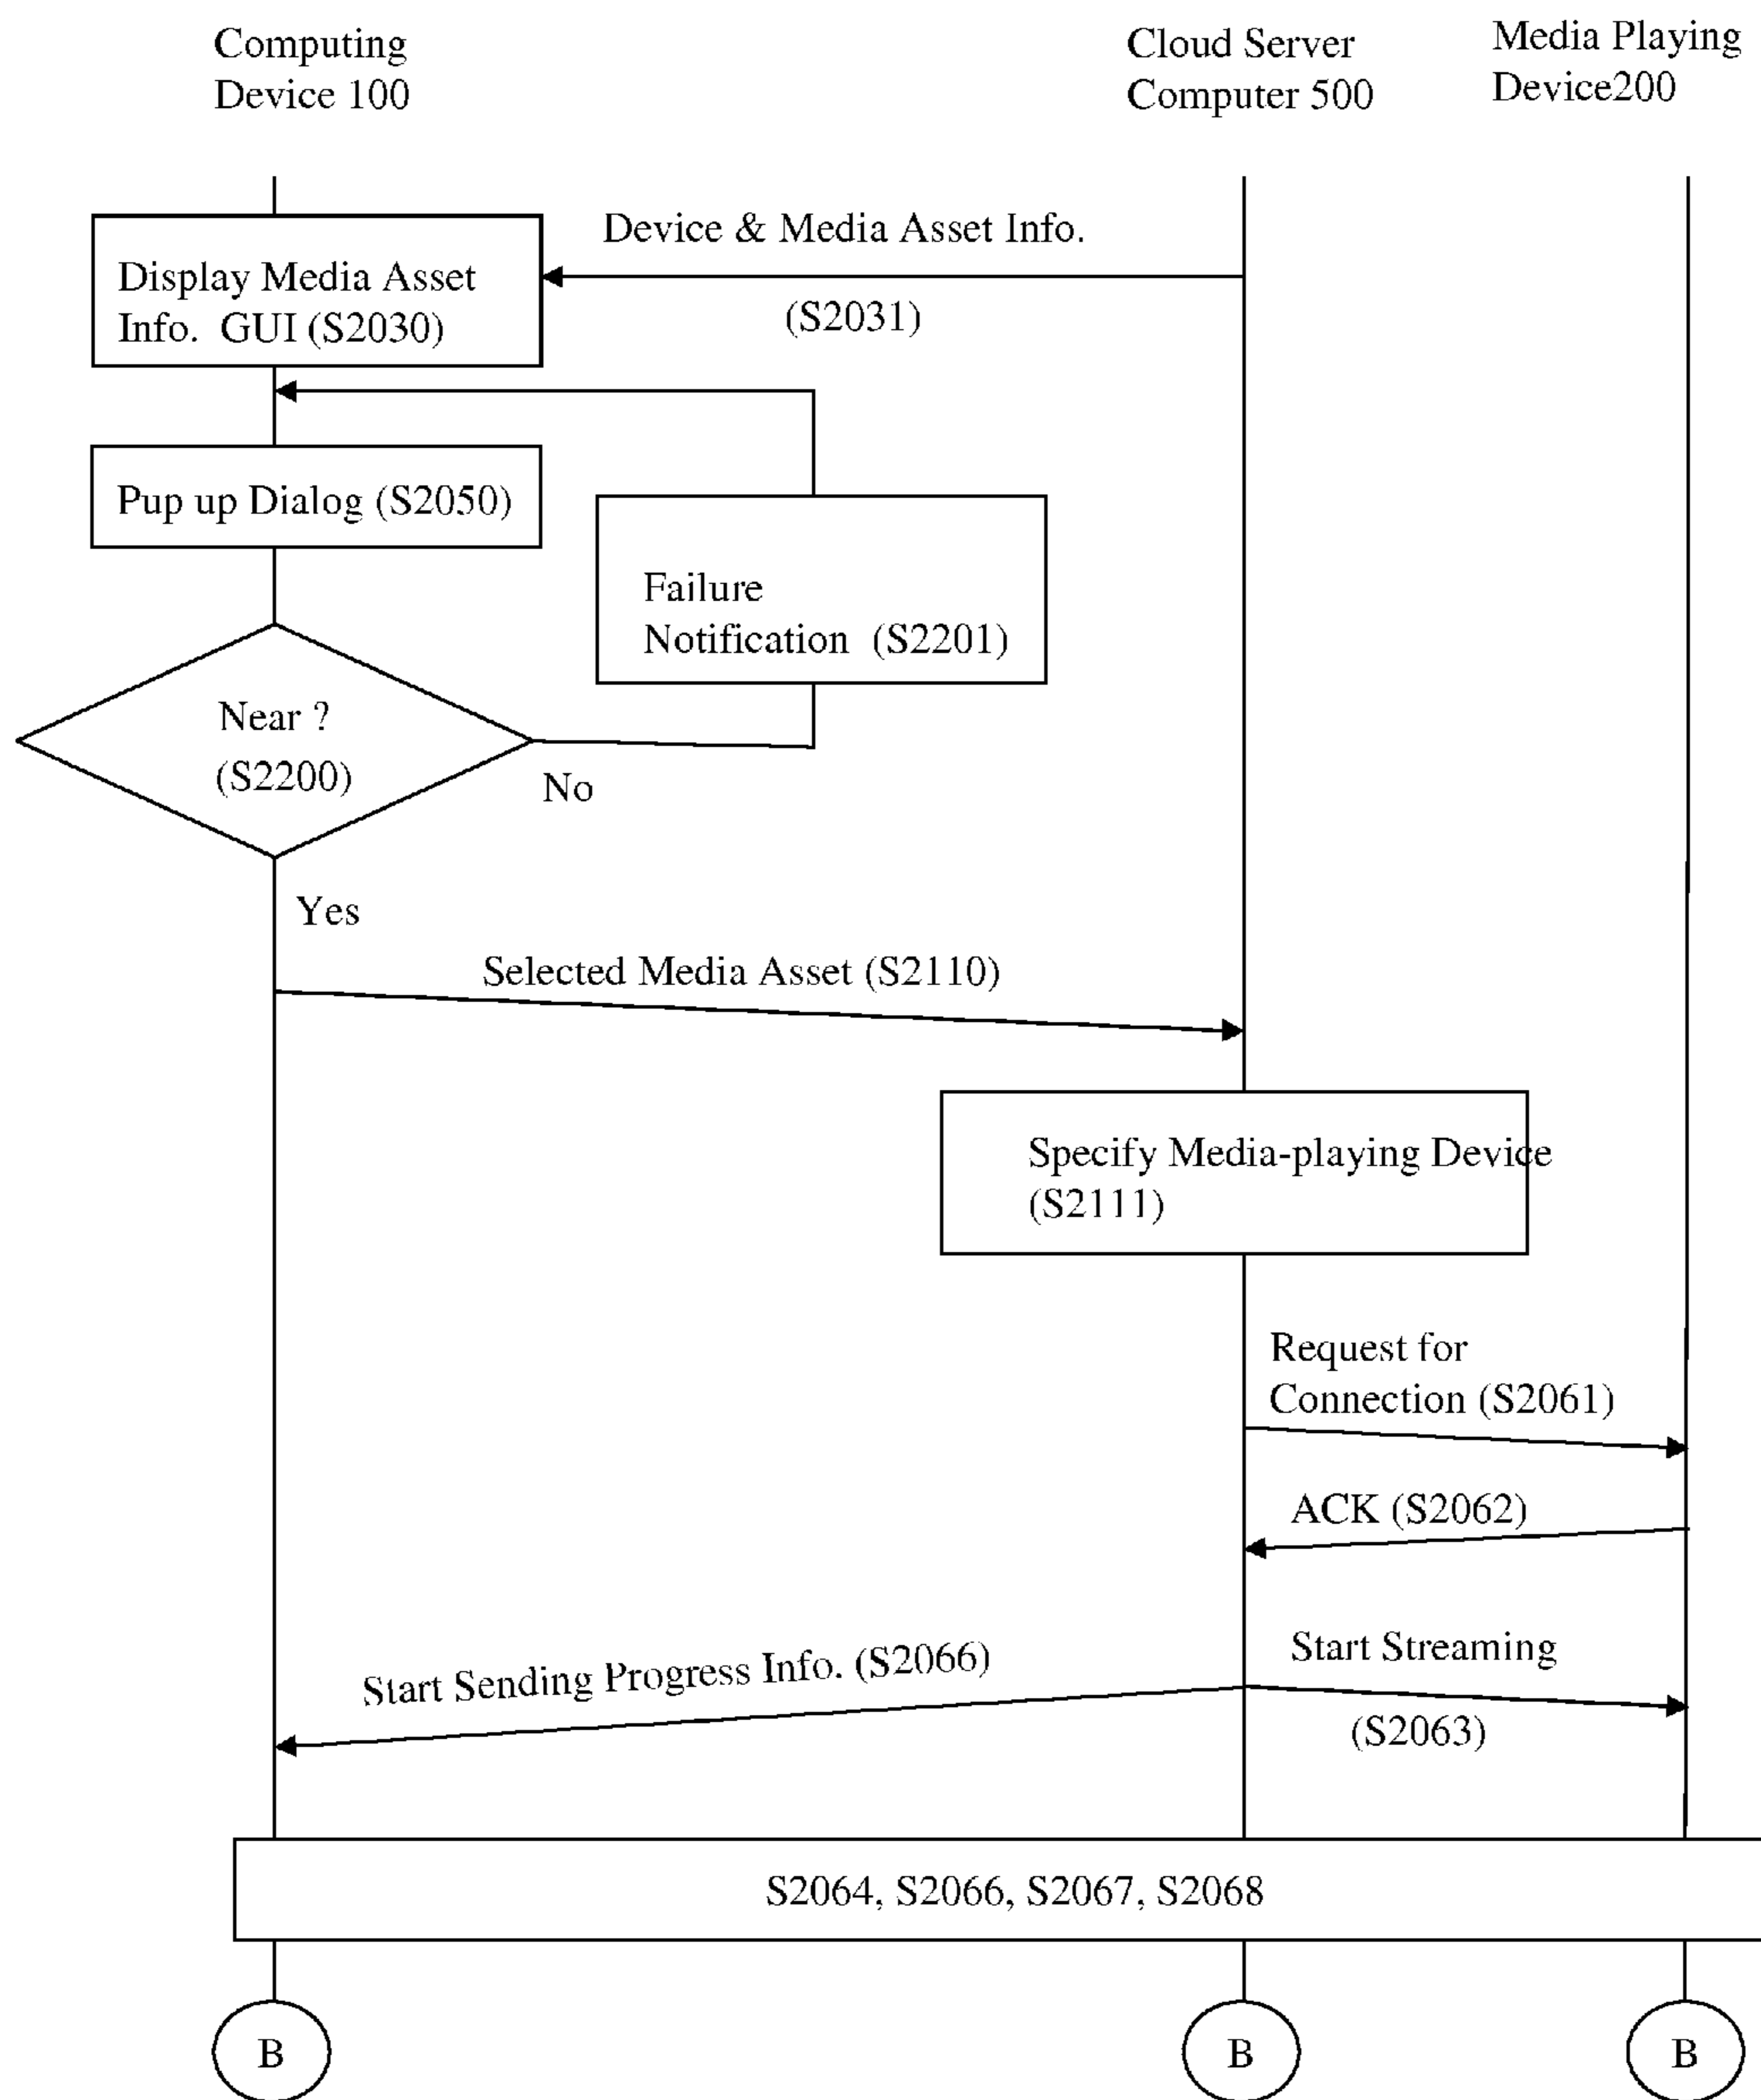 Computing
Device 100
Cloud Server
Computer 500
Media Playing
Device200
Device & Media Asset Info.
(S2031)
Display Media Asset
Info. GUI (S2030)
Pup up Dialog (S2050)
Failure
Notification (S2201)
Near ?
(S2200)
No
Yes
Selected Media Asset (S2110)
Specify Media-playing Device
(S2111)
Request for
Connection (S2061)
ACK (S2062)
Start Sending Progress Info. (S2066)
Start Streaming
(S2063)
S2064, S2066, S2067, S2068
B
B
B